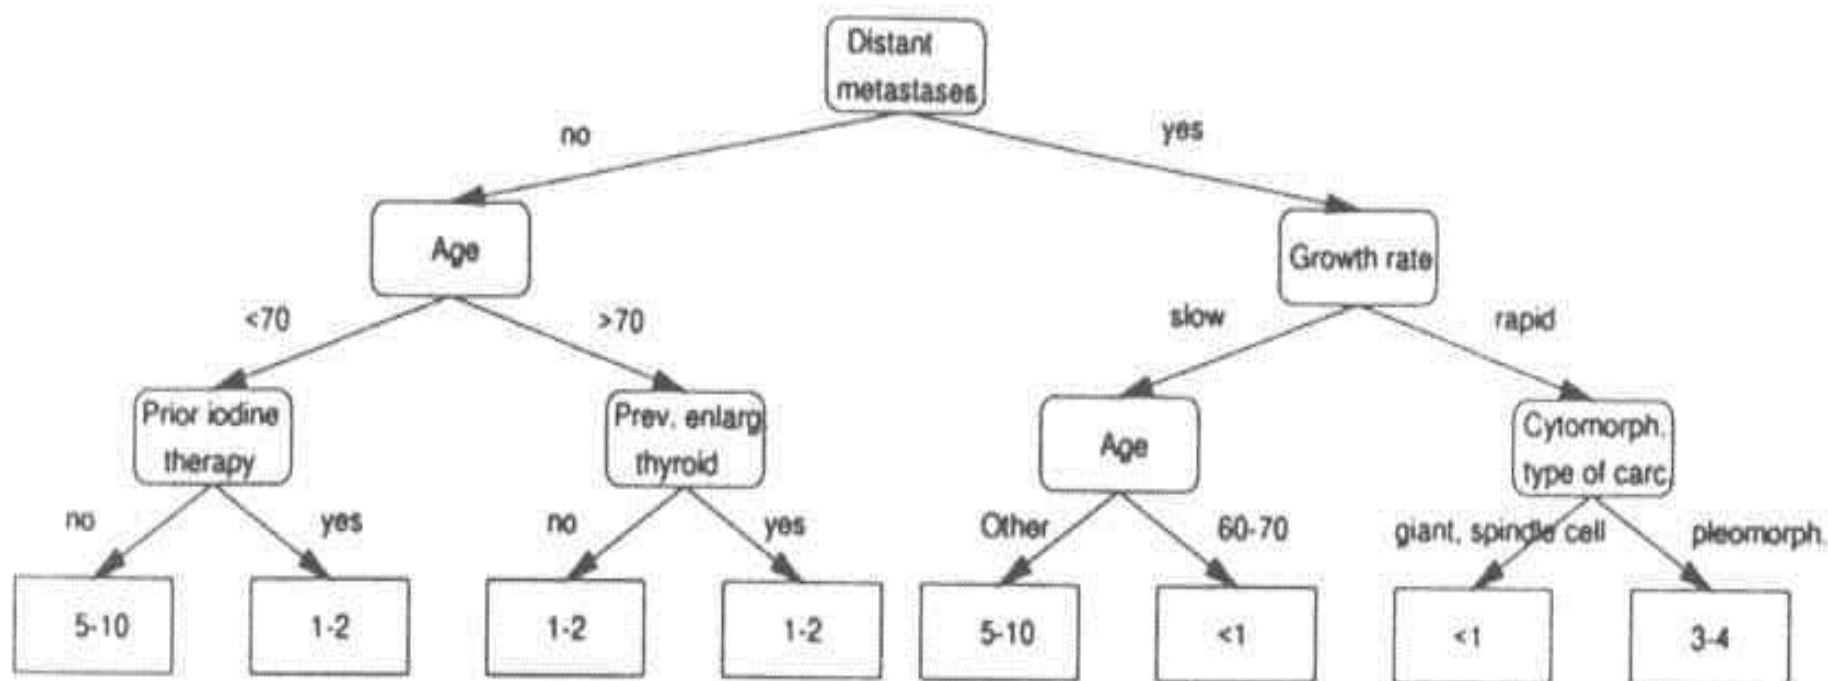 Distant
metastases
no
yes
Age
Growth rate
<70
>70
slow
rapid
Prior iodine
therapy
Prev. enlarg.
thyroid
Age
Cytomorph.
type of carc.
no
yes
no
yes
Other
60-70
giant, spindle cell
pleomorph.
5-10
1-2
1-2
1-2
5-10
<1
<1
3-4